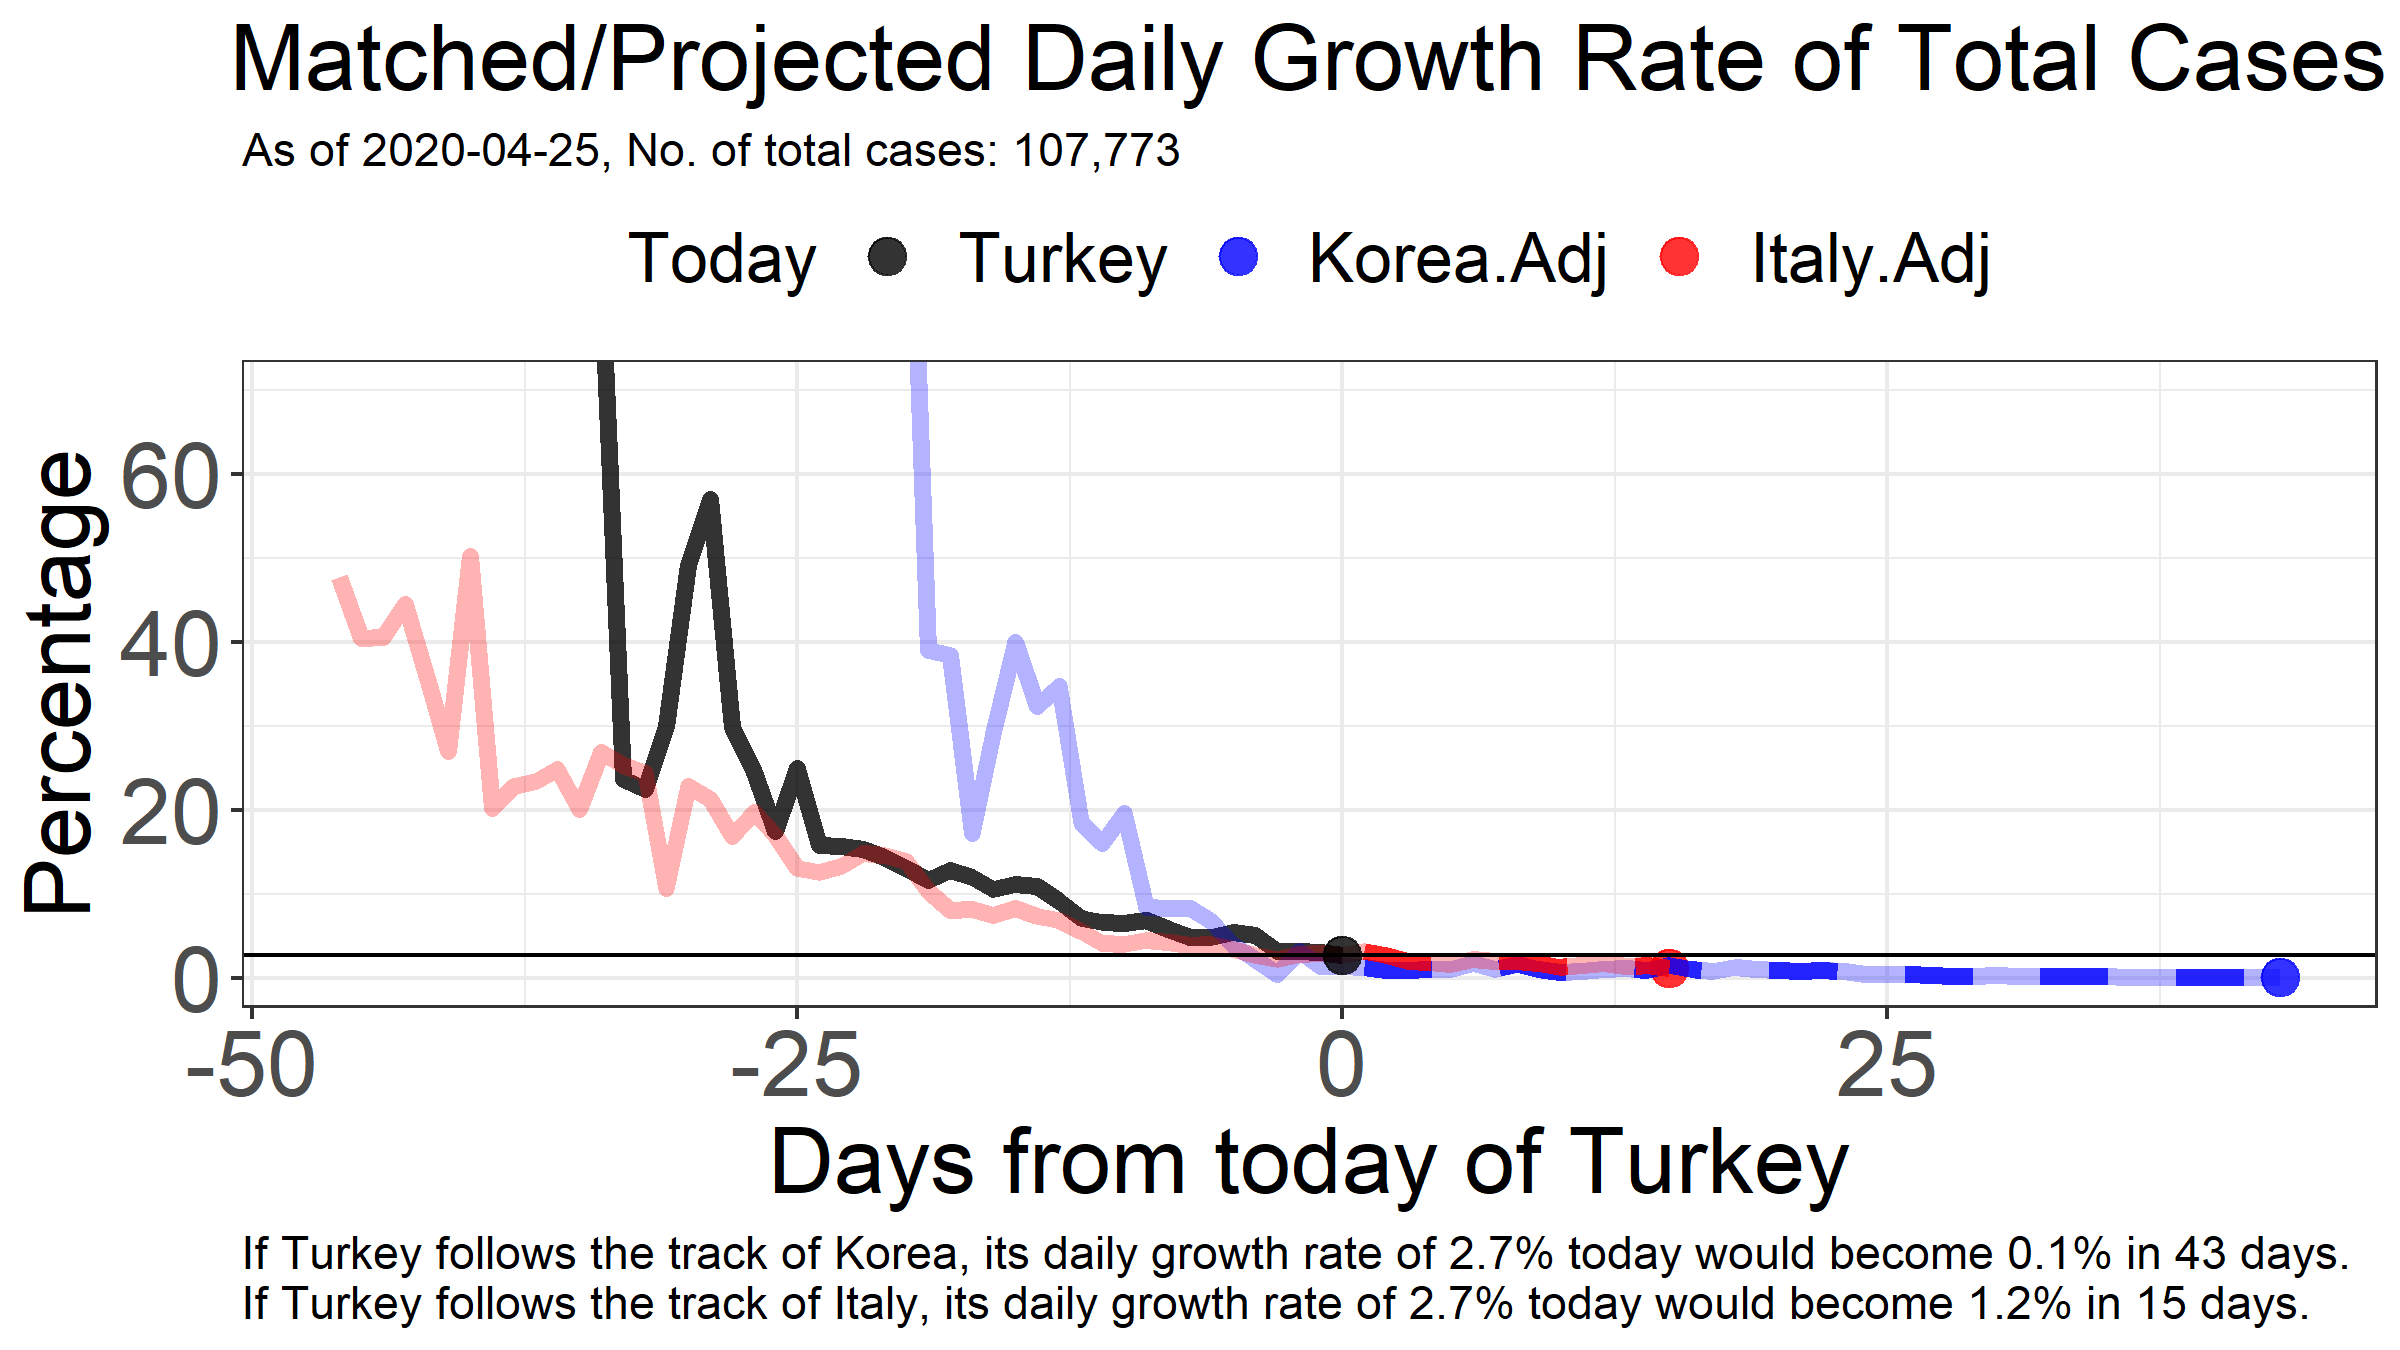 Matched/Projected Daily Growth Rate of Total Cases
As of 2020-04-25, No. of total cases: 107,773
Today Turkey Korea.Adj Italy.Adj
Percentage
60
40
20
0
-50 -25 0 25
Days from today of Turkey
If Turkey follows the track of Korea, its daily growth rate of 2.7% today would become 0.1% in 43 days.
If Turkey follows the track of Italy, its daily growth rate of 2.7% today would become 1.2% in 15 days.